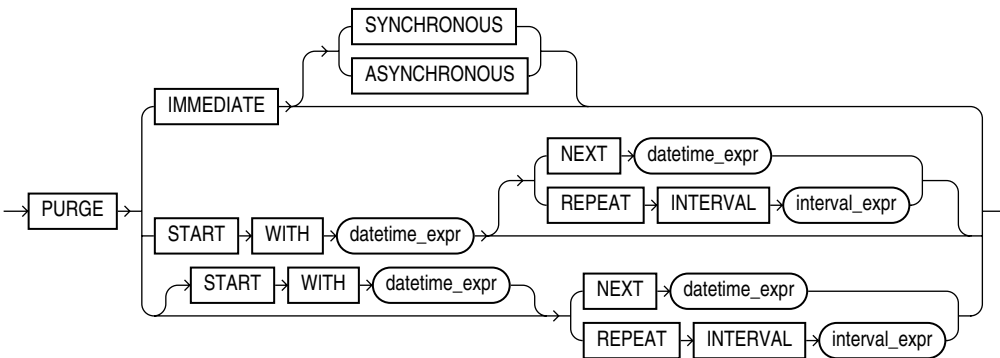 SYNCHRONOUS
ASYNCHRONOUS
IMMEDIATE
NEXT datetime_expr
REPEAT INTERVAL interval_expr
PURGE
START WITH datetime_expr
START WITH datetime_expr
NEXT datetime_expr
REPEAT INTERVAL interval_expr